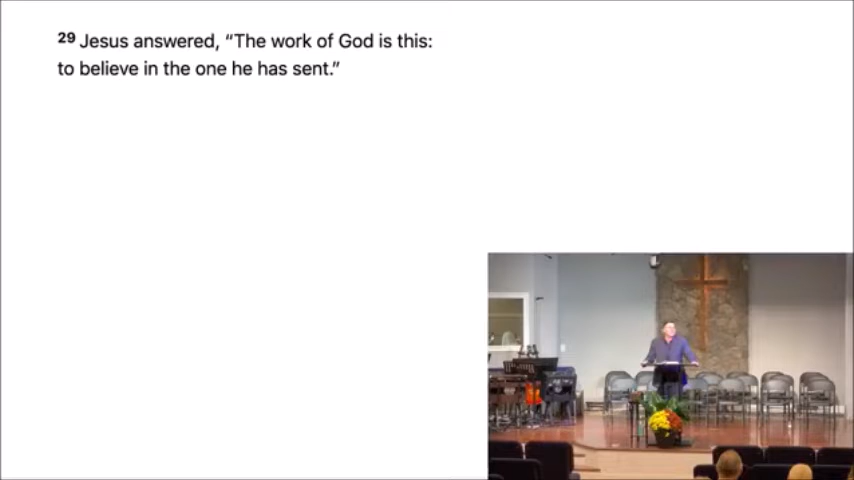 29 Jesus answered, “The work of God is this:
to believe in the one he has sent.”